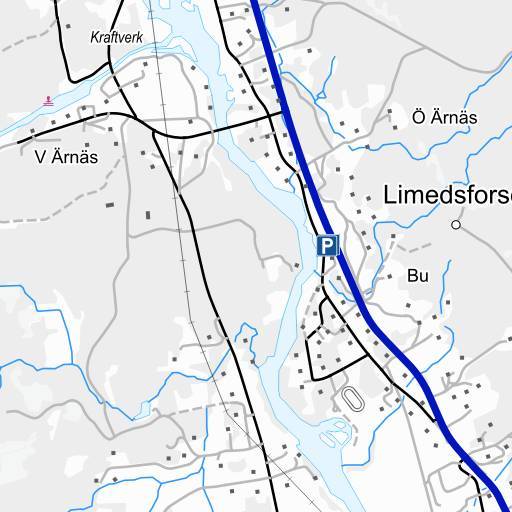 Kraftverk
Ö Ärnäs
V Ärnäs
Limedsforse
P
Bu